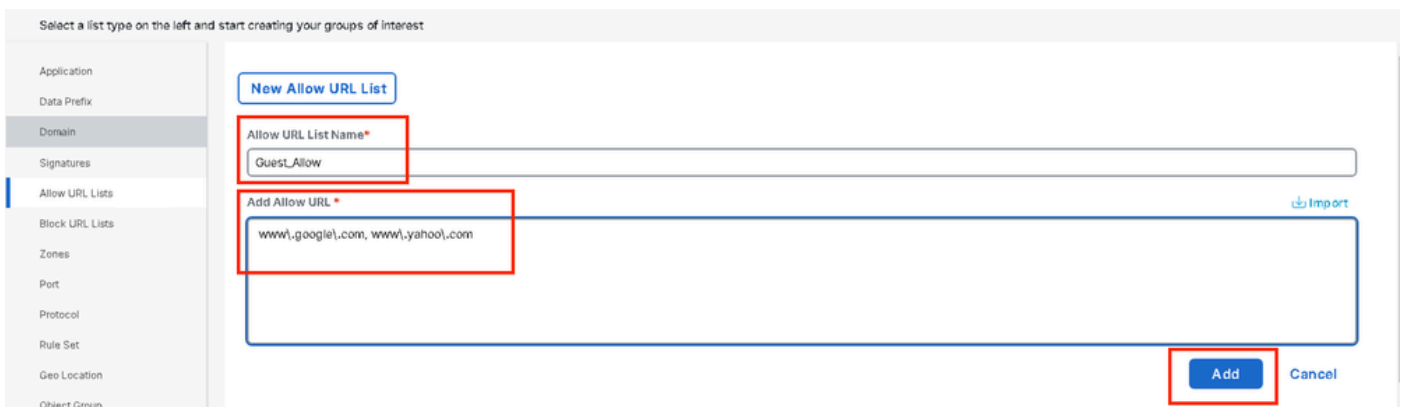 Select a list type on the left and start creating your groups of interest
Application
Data Prefix
Domain
Signatures
Allow URL Lists
Block URL Lists
Zones
Port
Protocol
Rule Set
Geo Location
Object Group
New Allow URL List
Allow URL List Name*
Guest_Allow
Add Allow URL *
Import
www\.google\.com, www\.yahoo\.com
Add
Cancel